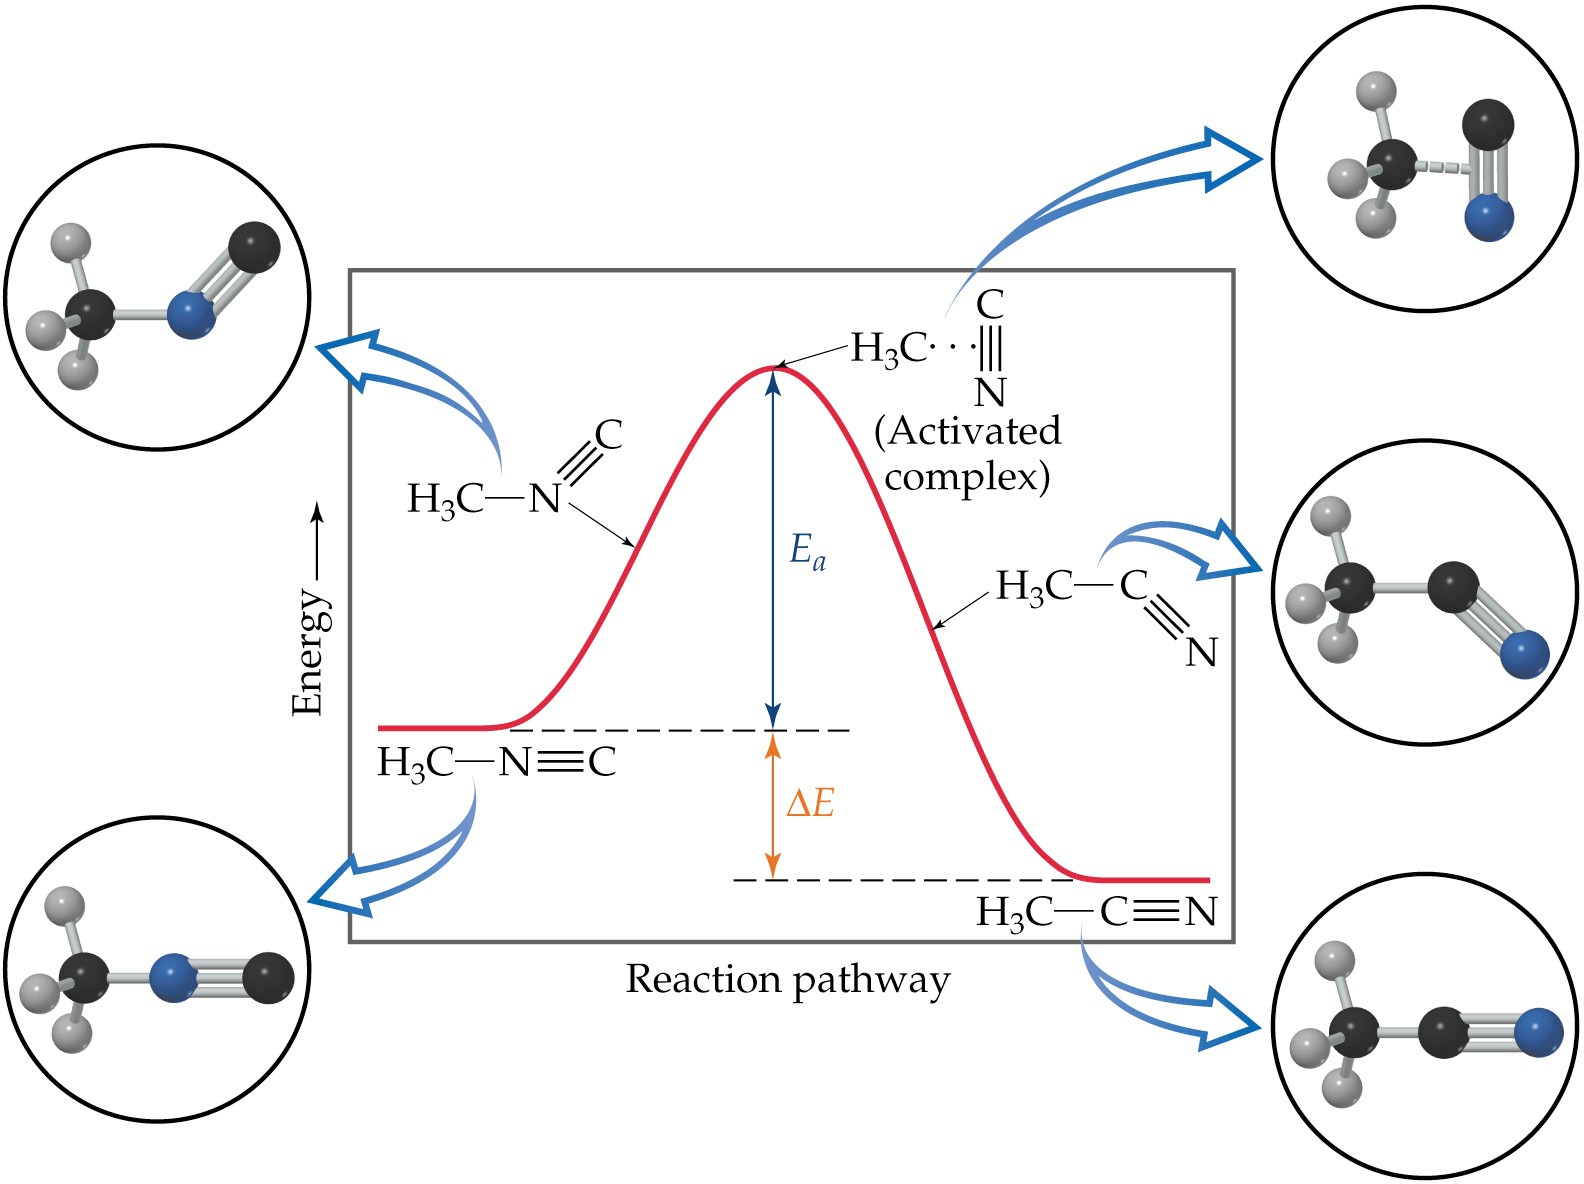 C
H₃C···|||
N
(Activated
complex)
C
H₃C—N≡C
Eₐ
H₃C—C≡N
N
Energy →
H₃C—N≡C
ΔE
H₃C—C≡N
Reaction pathway